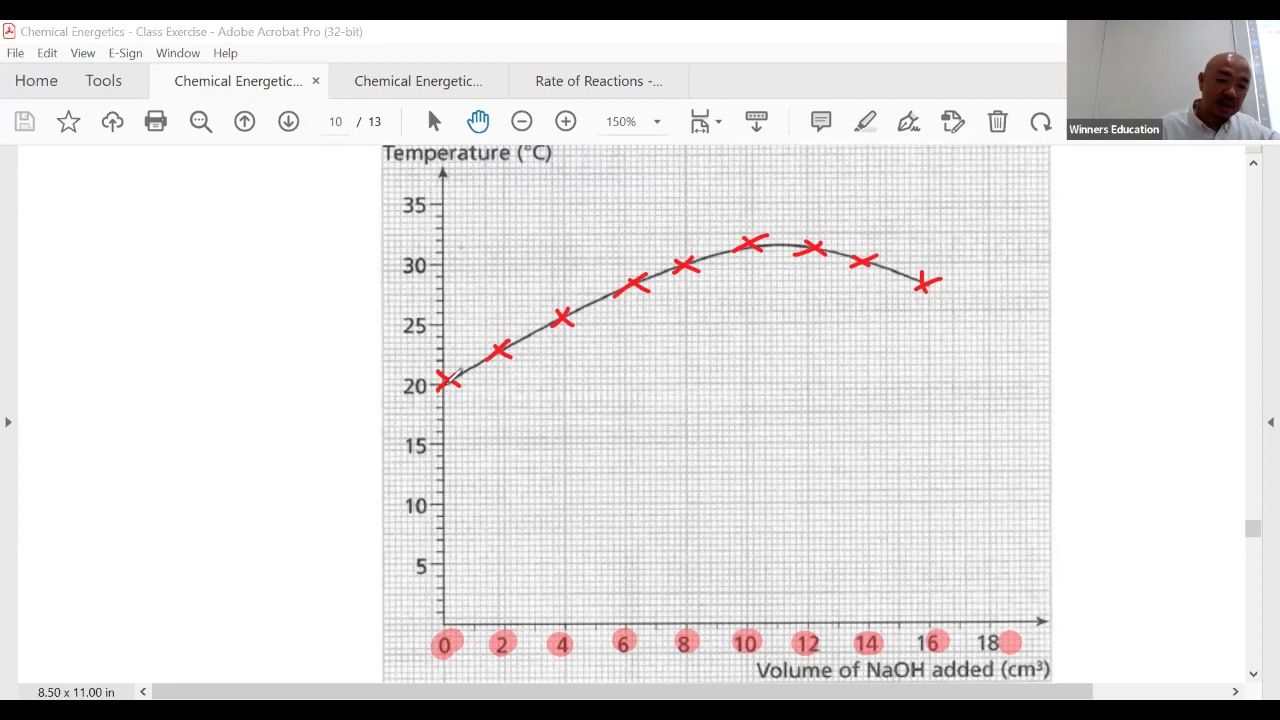 Chemical Energetics - Class Exercise - Adobe Acrobat Pro (32-bit)
File Edit View E-Sign Window Help
Home Tools Chemical Energetic... × Chemical Energetic... Rate of Reactions -...
10 / 13 150%
Winners Education
Temperature (°C)
35
30
25
20
15
10
5
0 2 4 6 8 10 12 14 16 18
Volume of NaOH added (cm³)
8.50 x 11.00 in